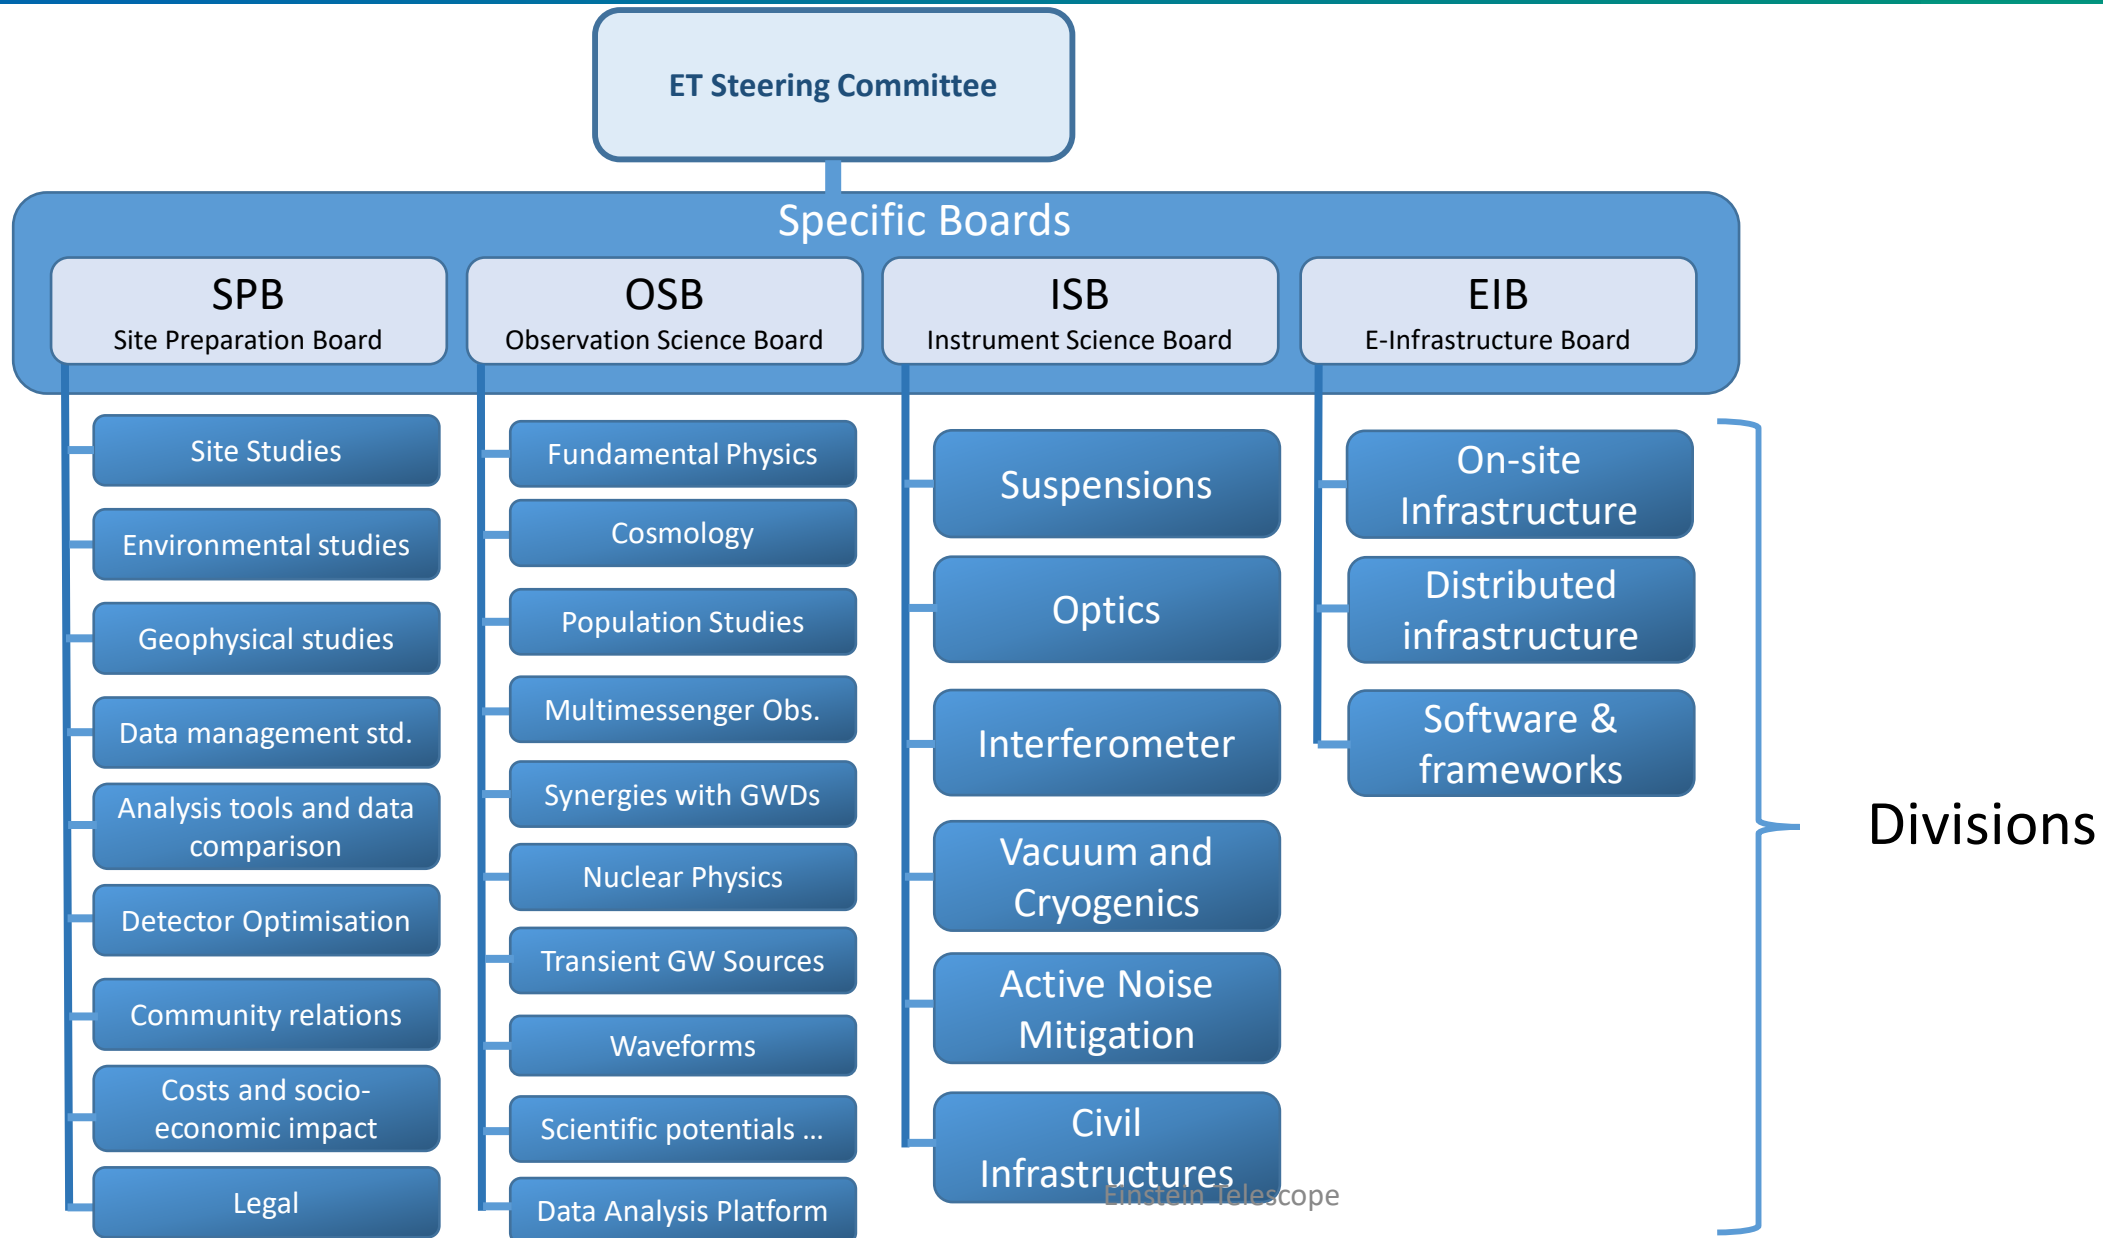 ET Steering Committee
Specific Boards
SPB
Site Preparation Board
OSB
Observation Science Board
ISB
Instrument Science Board
EIB
E-Infrastructure Board
Site Studies
Environmental studies
Geophysical studies
Data management std.
Analysis tools and data
comparison
Detector Optimisation
Community relations
Costs and socio-
economic impact
Legal
Fundamental Physics
Cosmology
Population Studies
Multimessenger Obs.
Synergies with GWDs
Nuclear Physics
Transient GW Sources
Waveforms
Scientific potentials ...
Data Analysis Platform
Suspensions
Optics
Interferometer
Vacuum and
Cryogenics
Active Noise
Mitigation
Civil
Infrastructures
On-site
Infrastructure
Distributed
infrastructure
Software &
frameworks
Divisions
Einstein Telescope